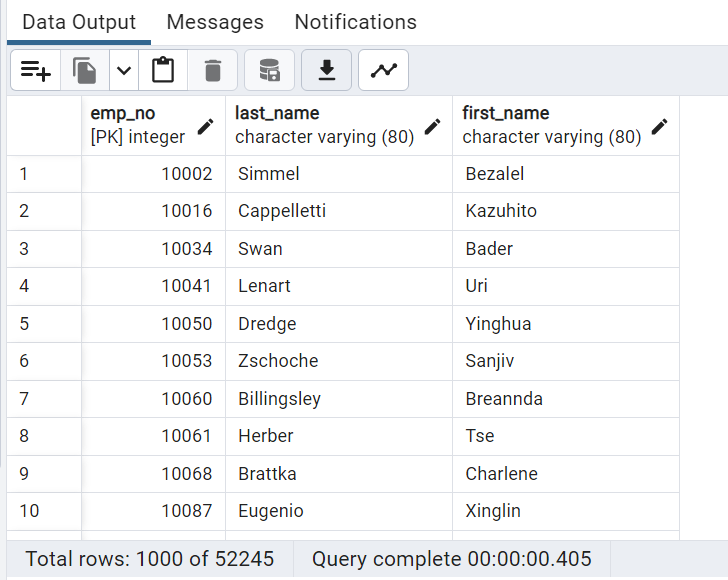 Data Output Messages Notifications
emp_no last_name first_name
[PK] integer character varying (80) character varying (80)
1 10002 Simmel Bezalel
2 10016 Cappelletti Kazuhito
3 10034 Swan Bader
4 10041 Lenart Uri
5 10050 Dredge Yinghua
6 10053 Zschoche Sanjiv
7 10060 Billingsley Breannda
8 10061 Herber Tse
9 10068 Brattka Charlene
10 10087 Eugenio Xinglin
Total rows: 1000 of 52245 Query complete 00:00:00.405